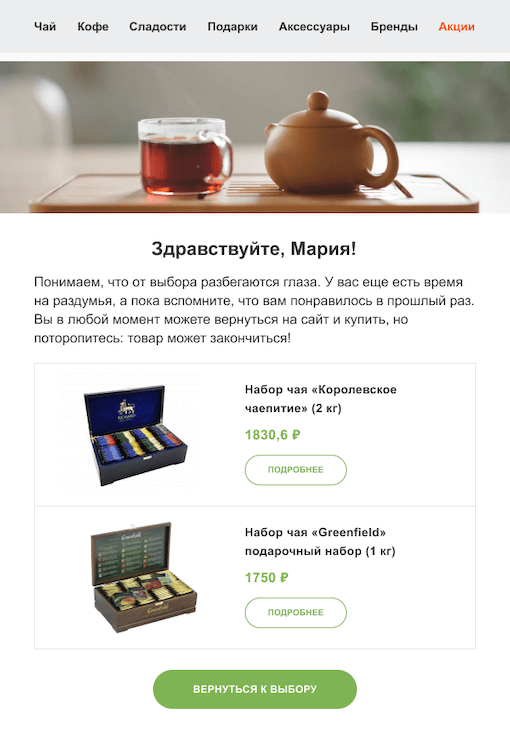 Чай Кофе Сладости Подарки Аксессуары Бренды Акции
Здравствуйте, Мария!
Понимаем, что от выбора разбегаются глаза. У вас еще есть время
на раздумья, а пока вспомните, что вам понравилось в прошлый раз.
Вы в любой момент можете вернуться на сайт и купить, но
поторопитесь: товар может закончиться!
RICHARD
Набор чая «Королевское
чаепитие» (2 кг)
1830,6 ₽
ПОДРОБНЕЕ
Greenfield
Greenfield
Набор чая «Greenfield»
подарочный набор (1 кг)
1750 ₽
ПОДРОБНЕЕ
ВЕРНУТЬСЯ К ВЫБОРУ